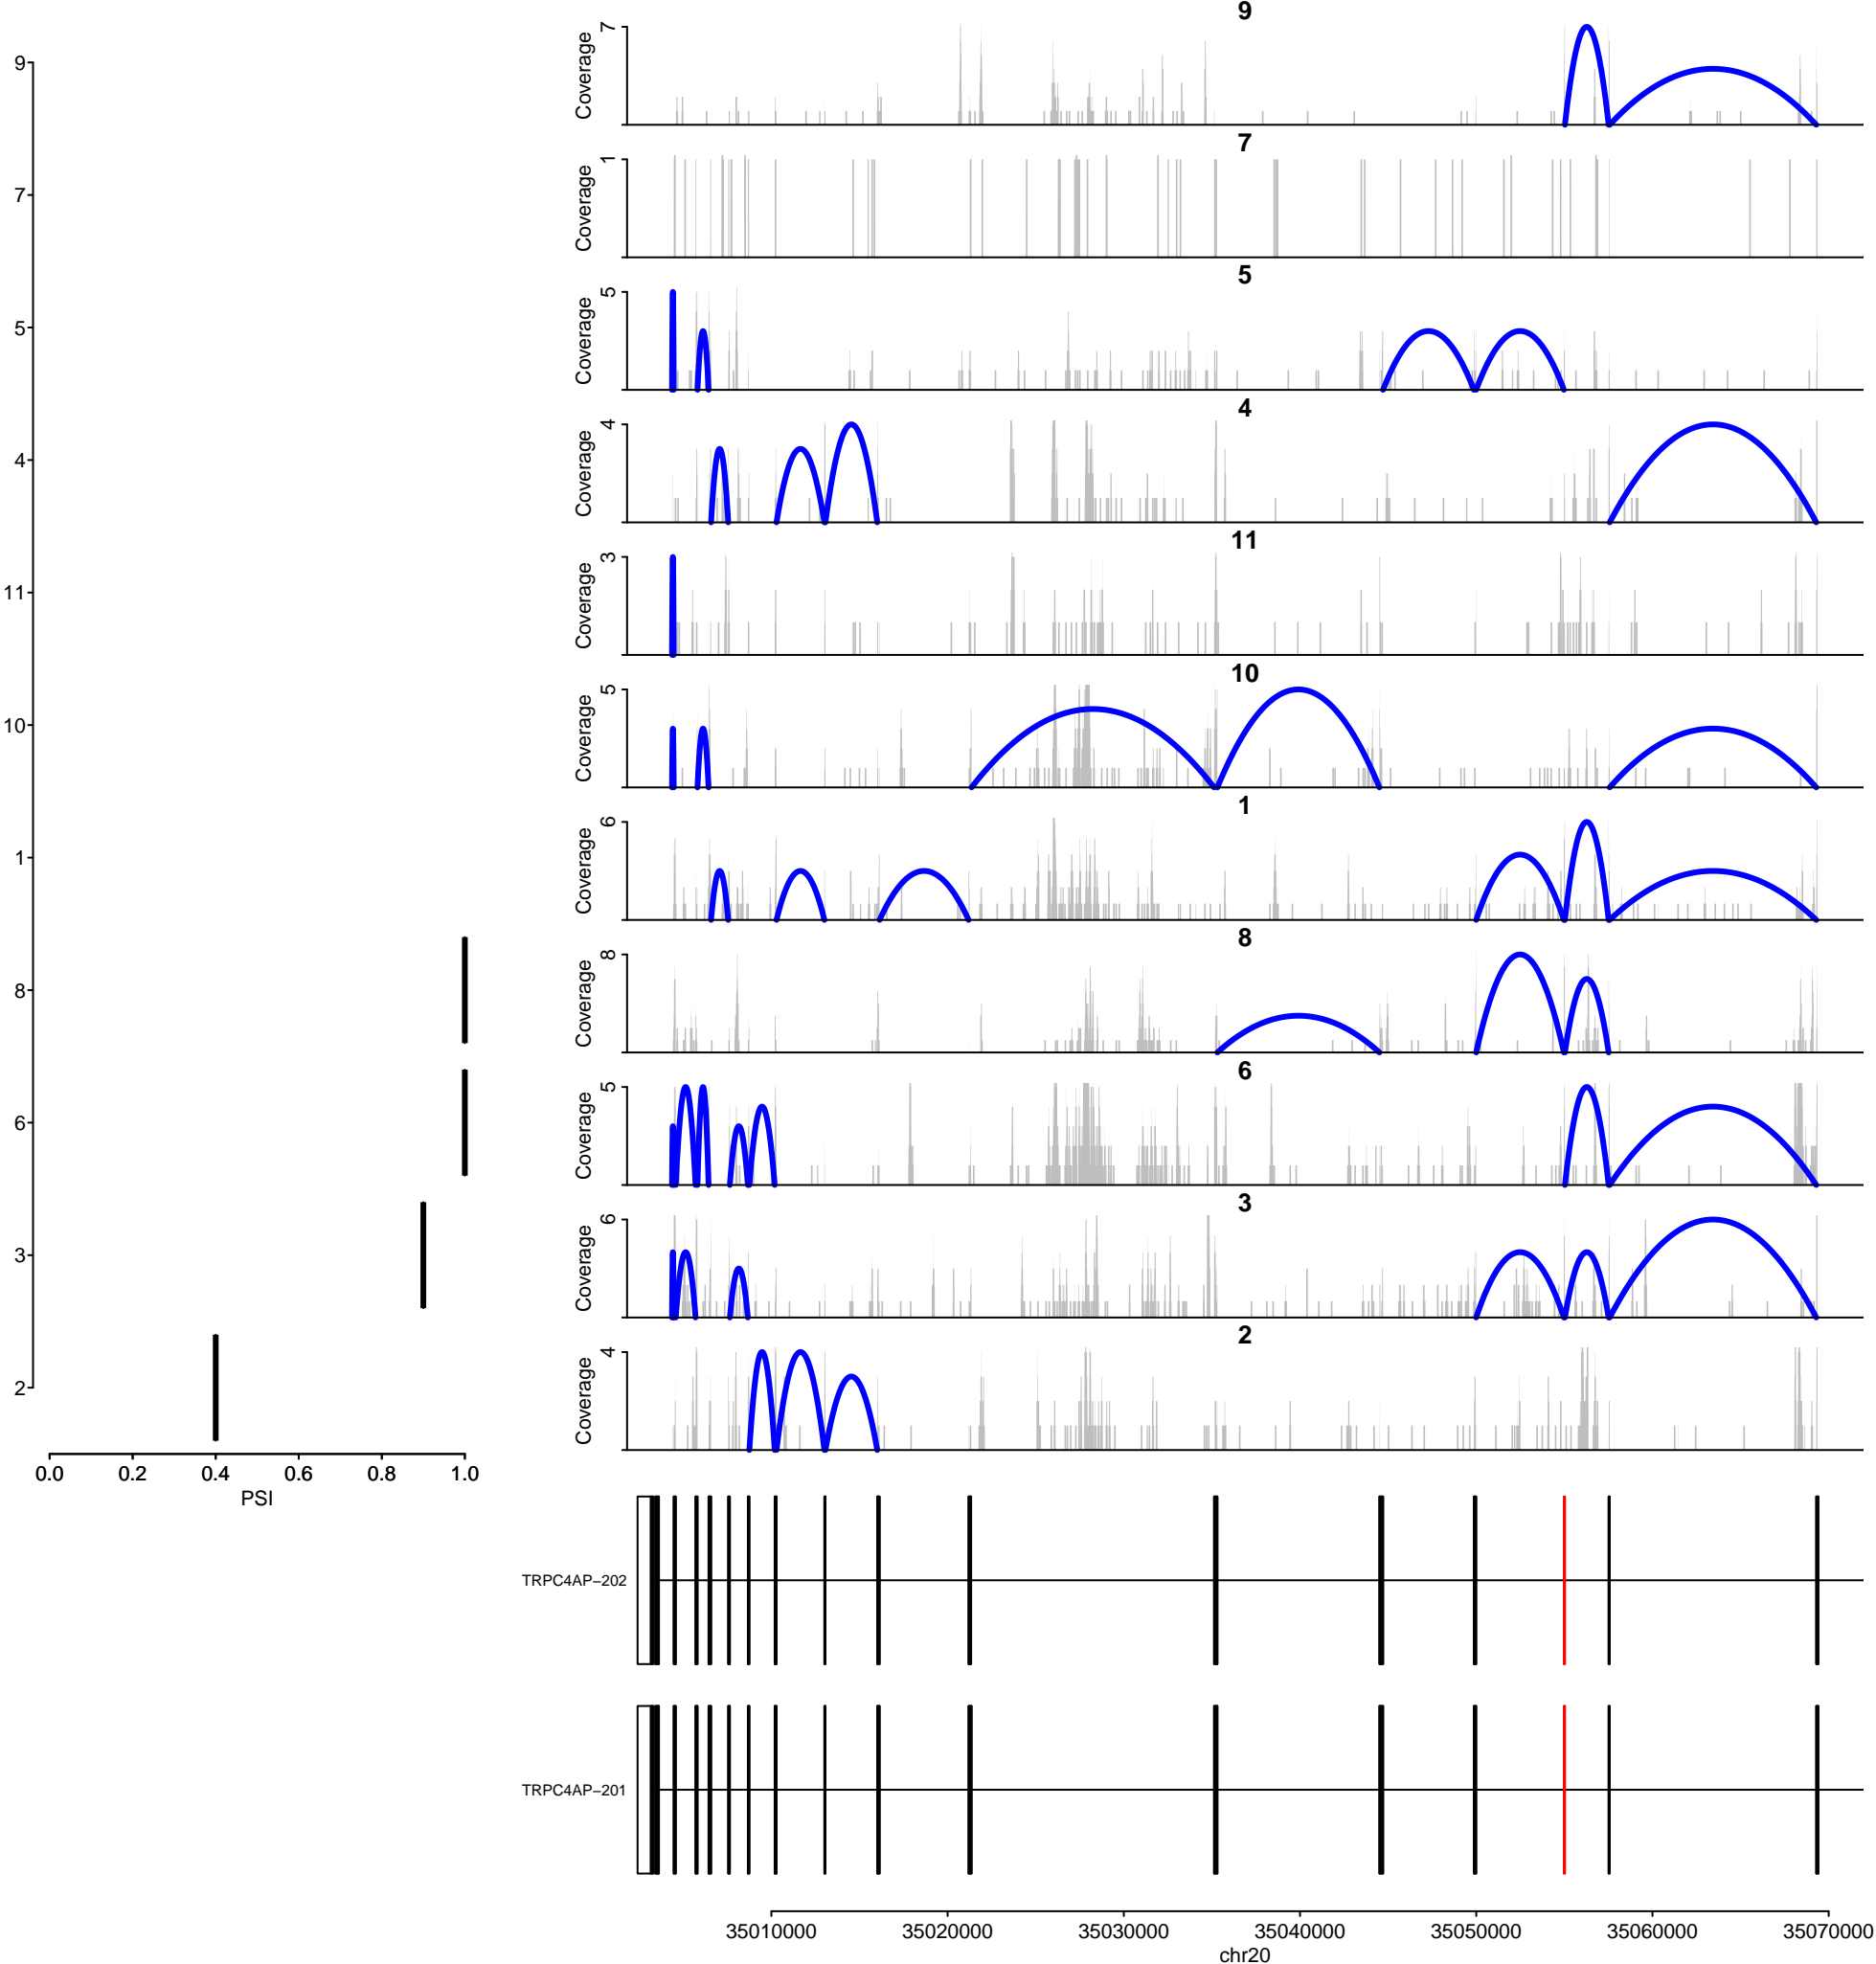 9
7
5
4
11
10
1
8
6
3
2
0.0 0.2 0.4 0.6 0.8 1.0
PSI
9
Coverage 7
7
Coverage 1
5
Coverage 5
4
Coverage 4
11
Coverage 3
10
Coverage 5
1
Coverage 6
8
Coverage 8
6
Coverage 5
3
Coverage 6
2
Coverage 4
TRPC4AP−202
TRPC4AP−201
35010000 35020000 35030000 35040000 35050000 35060000 35070000
chr20